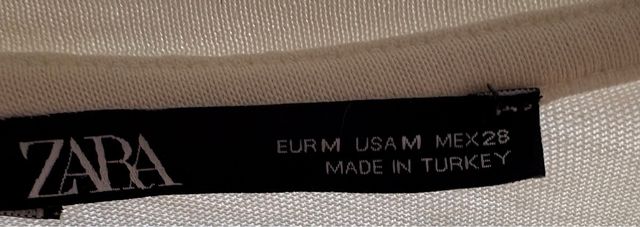 ZARA
EUR M USA M MEX 28
MADE IN TURKEY